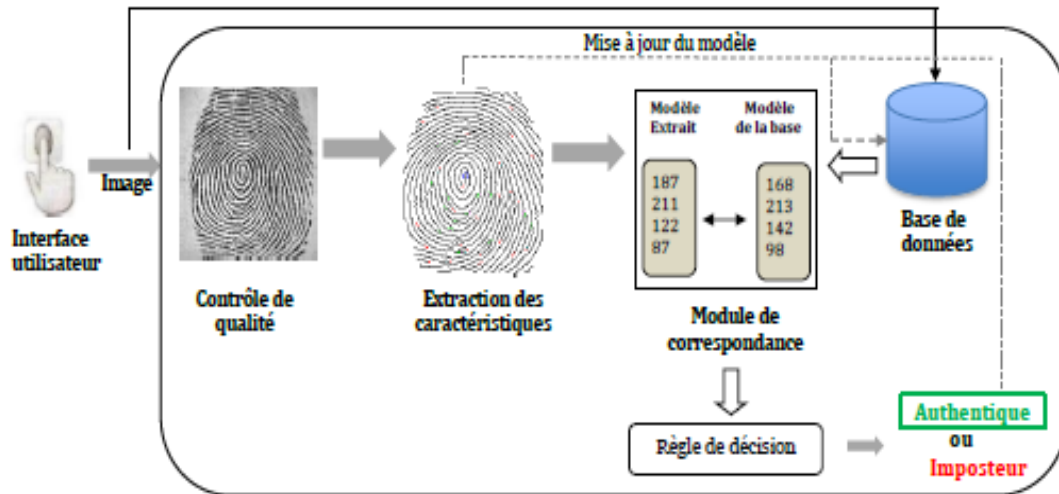 Mise à jour du modèle
Image
Interface
utilisateur
Contrôle de
qualité
Extraction des
caractéristiques
Modèle
Extrait
Modèle
de la base
187
211
122
87
168
213
142
98
Module de
correspondance
Base de
données
Règle de décision
Authentique
ou
Imposteur